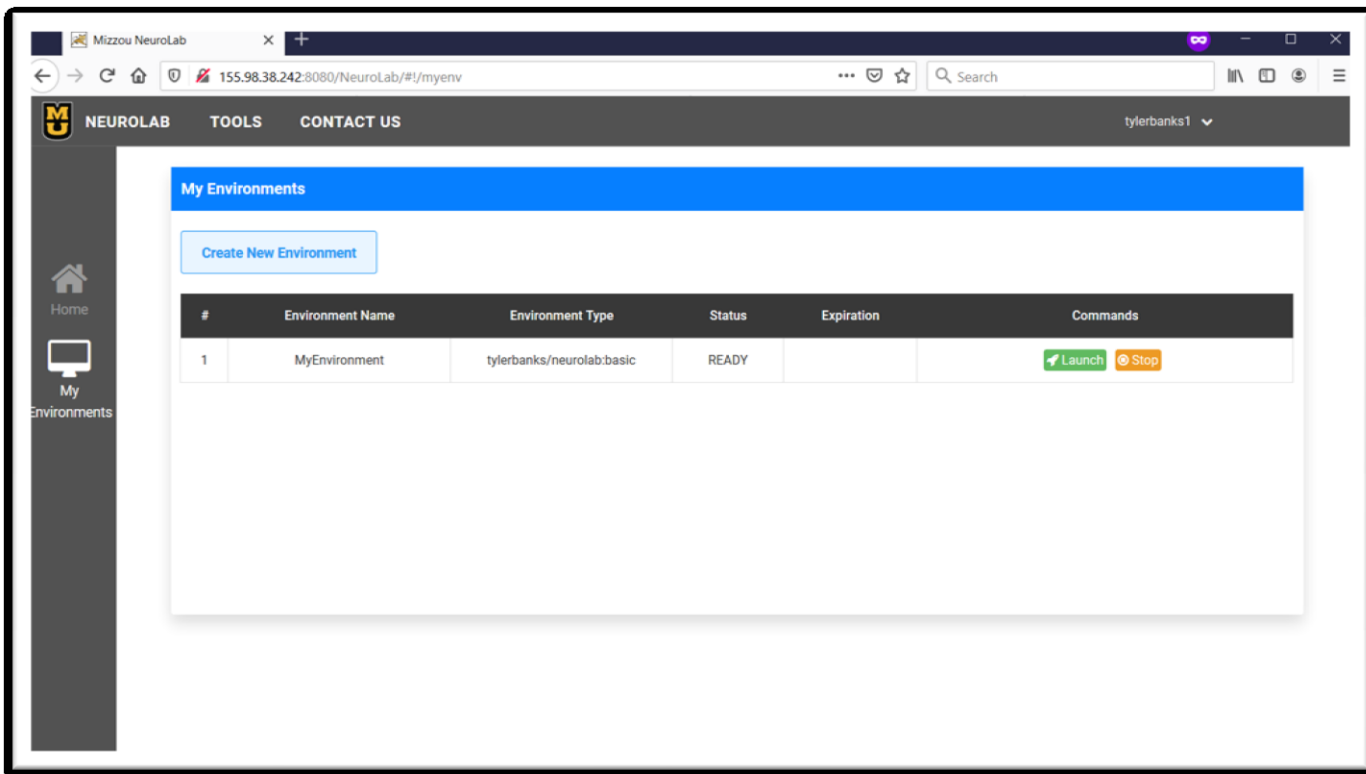 Mizzou NeuroLab
155.98.38.242:8080/NeuroLab/#!/myenv
Search
MU
NEUROLAB TOOLS CONTACT US tylerbanks1
My Environments
Create New Environment
Home
My
Environments
# Environment Name Environment Type Status Expiration Commands
1 MyEnvironment tylerbanks/neurolab:basic READY Launch Stop